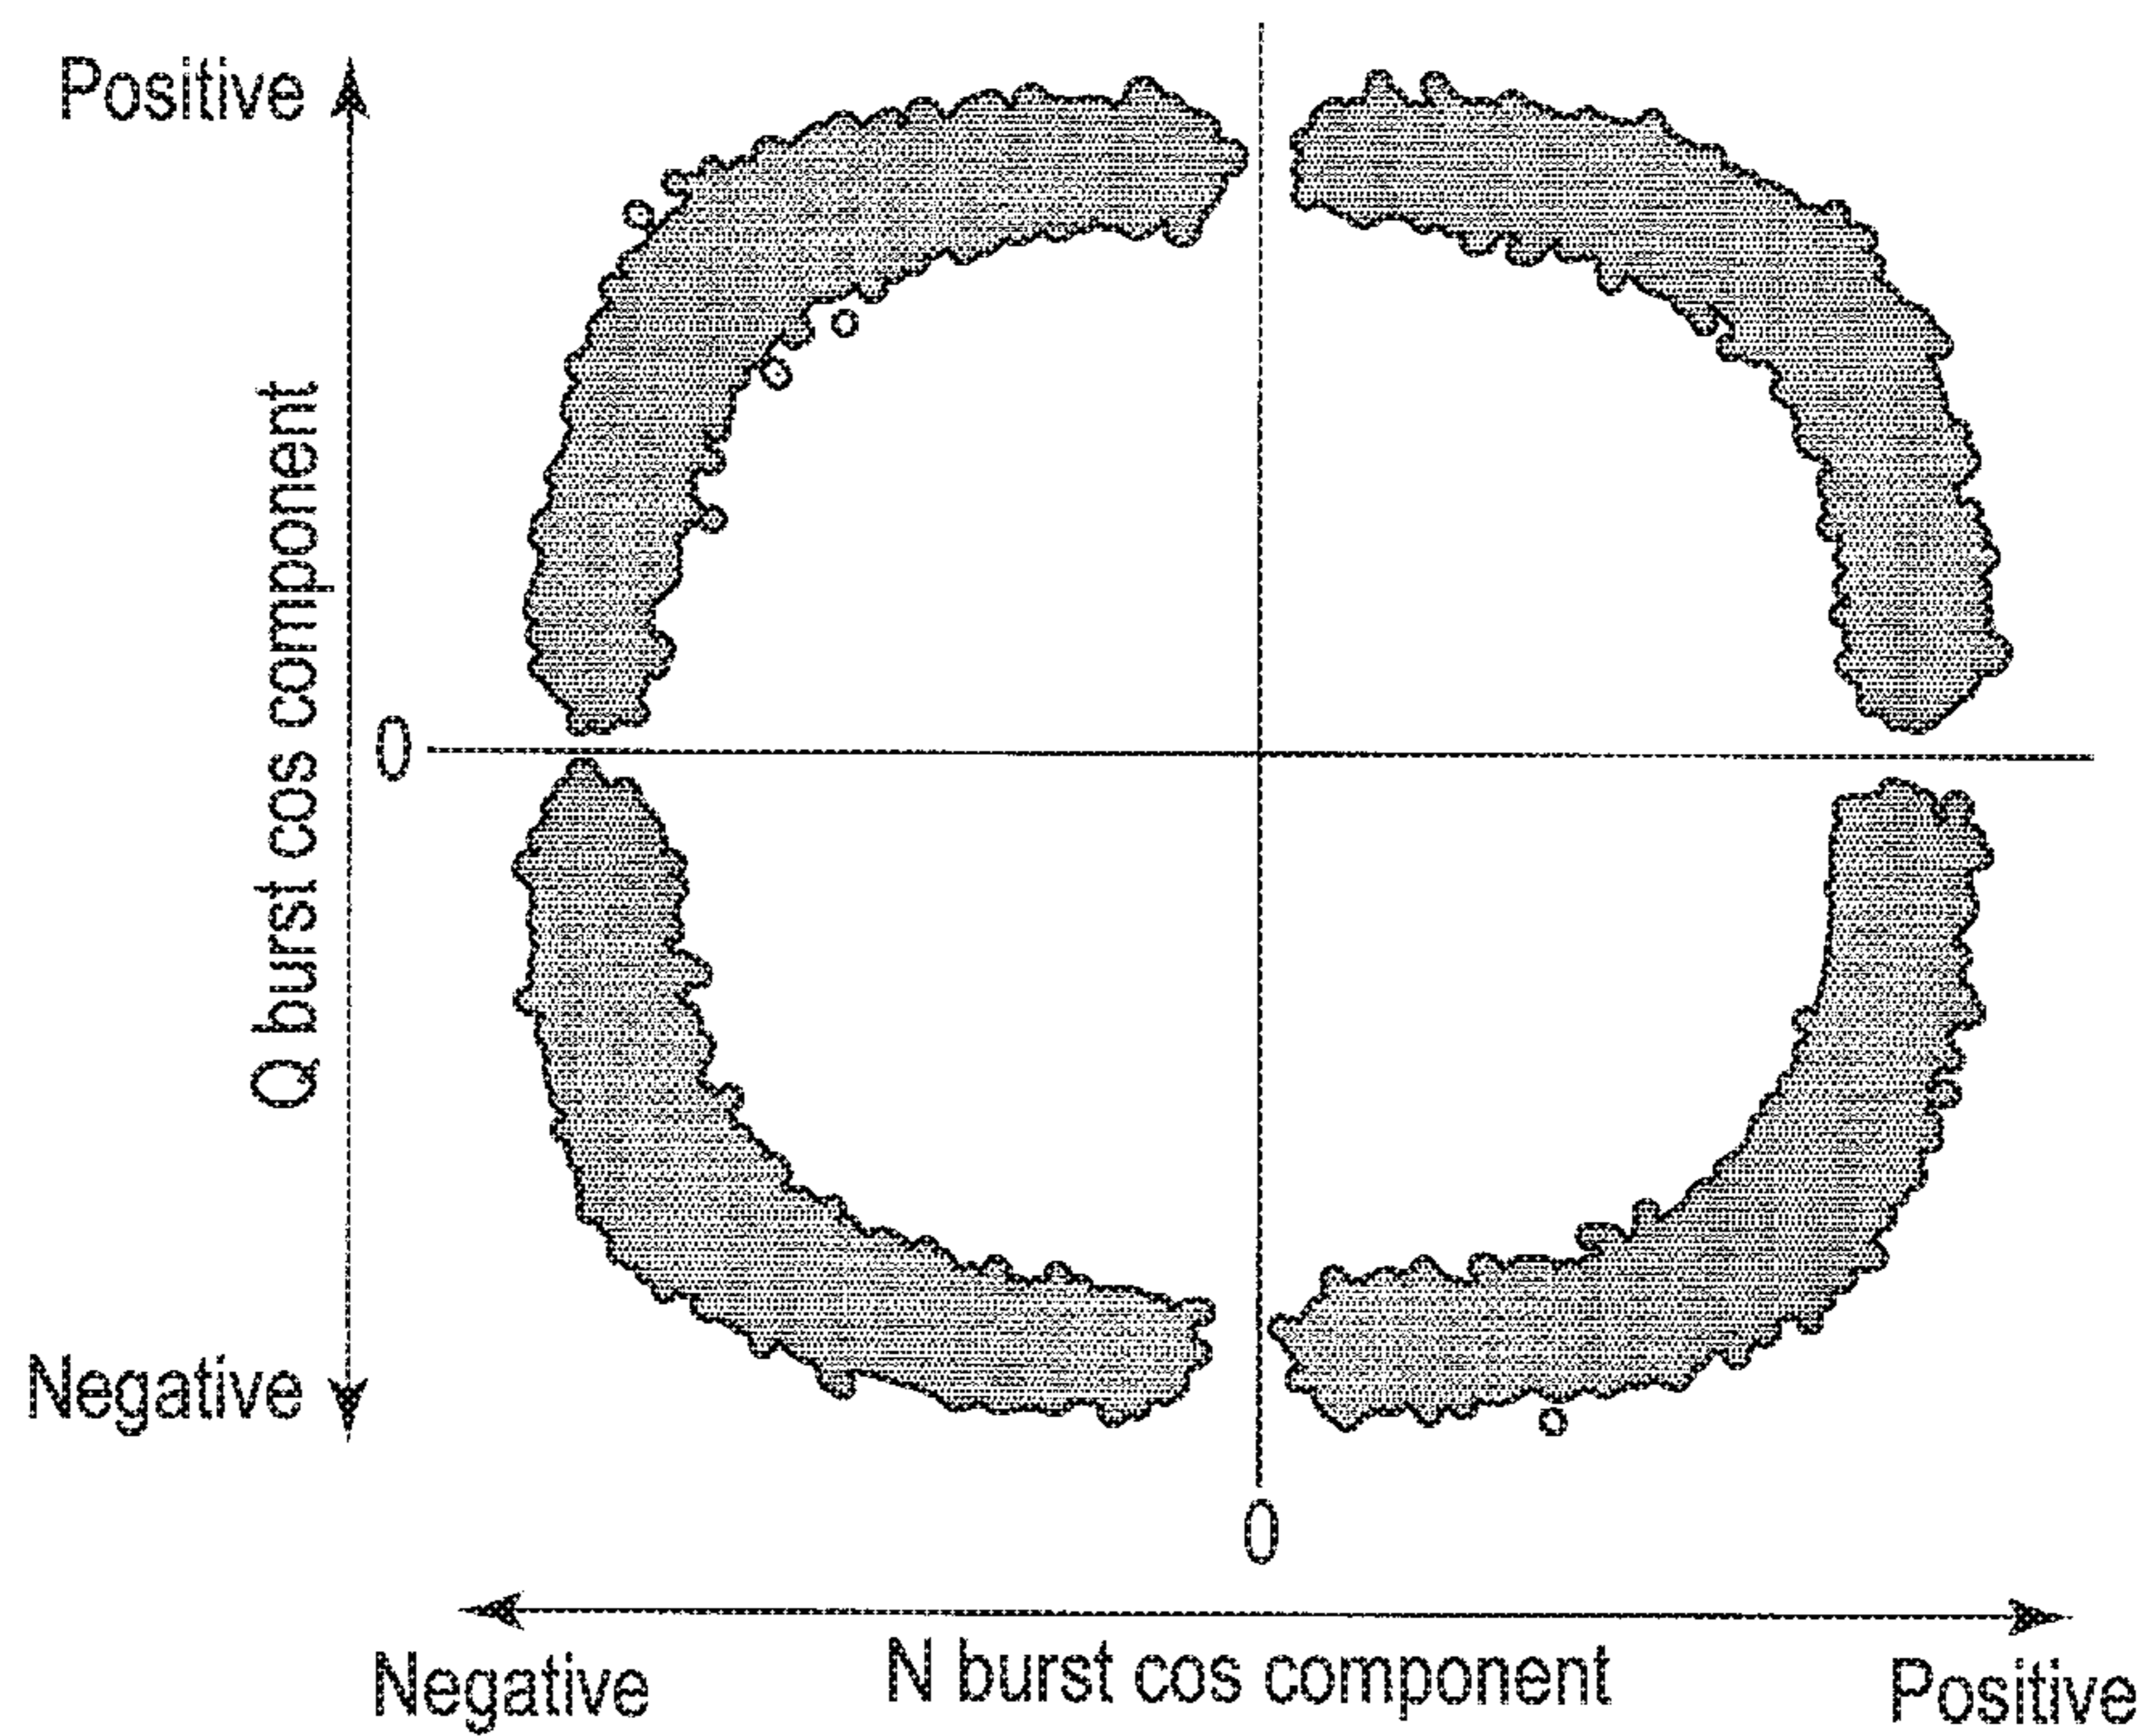 Positive
Q burst cos component
0
Negative
0
Negative
N burst cos component
Positive